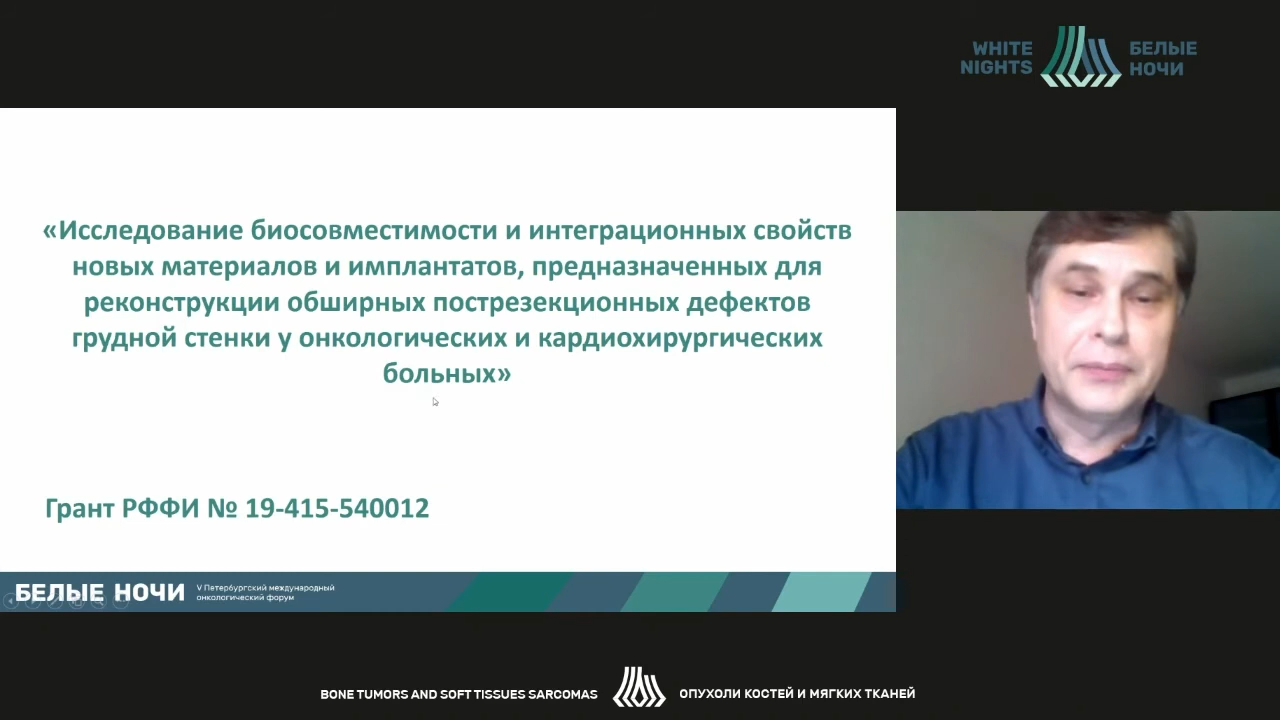 WHITE
NIGHTS
БЕЛЫЕ
НОЧИ
«Исследование биосовместимости и интеграционных свойств
новых материалов и имплантатов, предназначенных для
реконструкции обширных пострезекционных дефектов
грудной стенки у онкологических и кардиохирургических
больных»
Грант РФФИ № 19-415-540012
БЕЛЫЕ НОЧИ
V Петербургский международный
онкологический форум
BONE TUMORS AND SOFT TISSUES SARCOMAS
ОПУХОЛИ КОСТЕЙ И МЯГКИХ ТКАНЕЙ